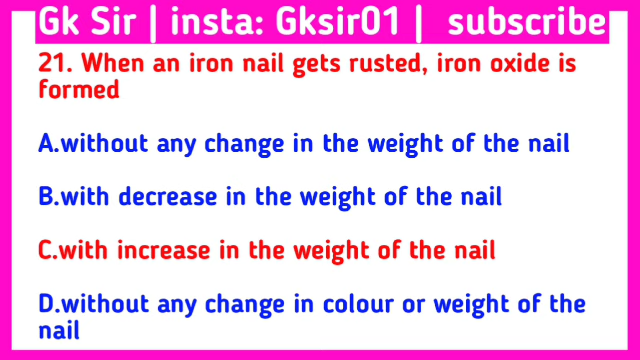 Gk Sir | insta: Gksir01 | subscribe
21. When an iron nail gets rusted, iron oxide is
formed
A.without any change in the weight of the nail
B.with decrease in the weight of the nail
C.with increase in the weight of the nail
D.without any change in colour or weight of the
nail